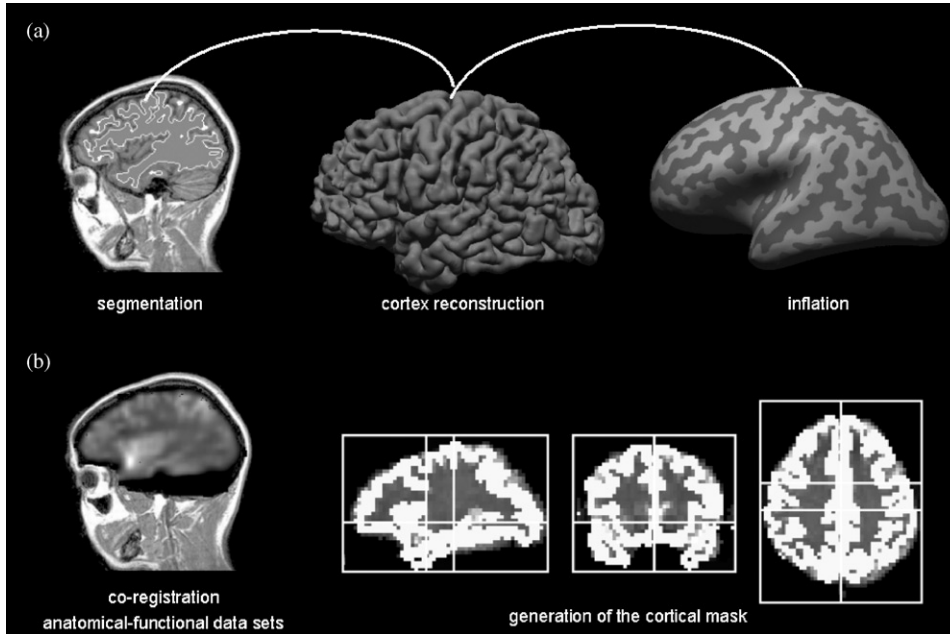 (a)
segmentation
cortex reconstruction
inflation
(b)
co-registration
anatomical-functional data sets
generation of the cortical mask